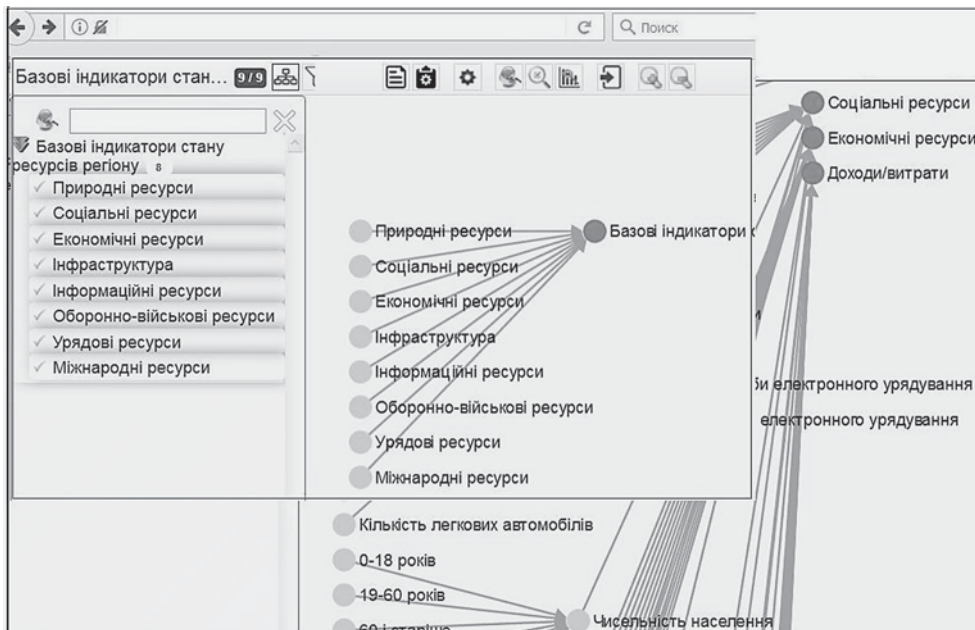 Поиск
Базові індикатори стан... 9/9
Базові індикатори стану
ресурсів регіону 8
Природні ресурси
Соціальні ресурси
Економічні ресурси
Інфраструктура
Інформаційні ресурси
Оборонно-військові ресурси
Урядові ресурси
Міжнародні ресурси
Природні ресурси
Соціальні ресурси
Економічні ресурси
Інфраструктура
Інформаційні ресурси
Оборонно-військові ресурси
Урядові ресурси
Міжнародні ресурси
Базові індикатори
Соціальні ресурси
Економічні ресурси
Доходи/витрати
електронного урядування
електронного урядування
Кількість легкових автомобілів
0-18 років
19-60 років
60 і старіше
Чисельність населення